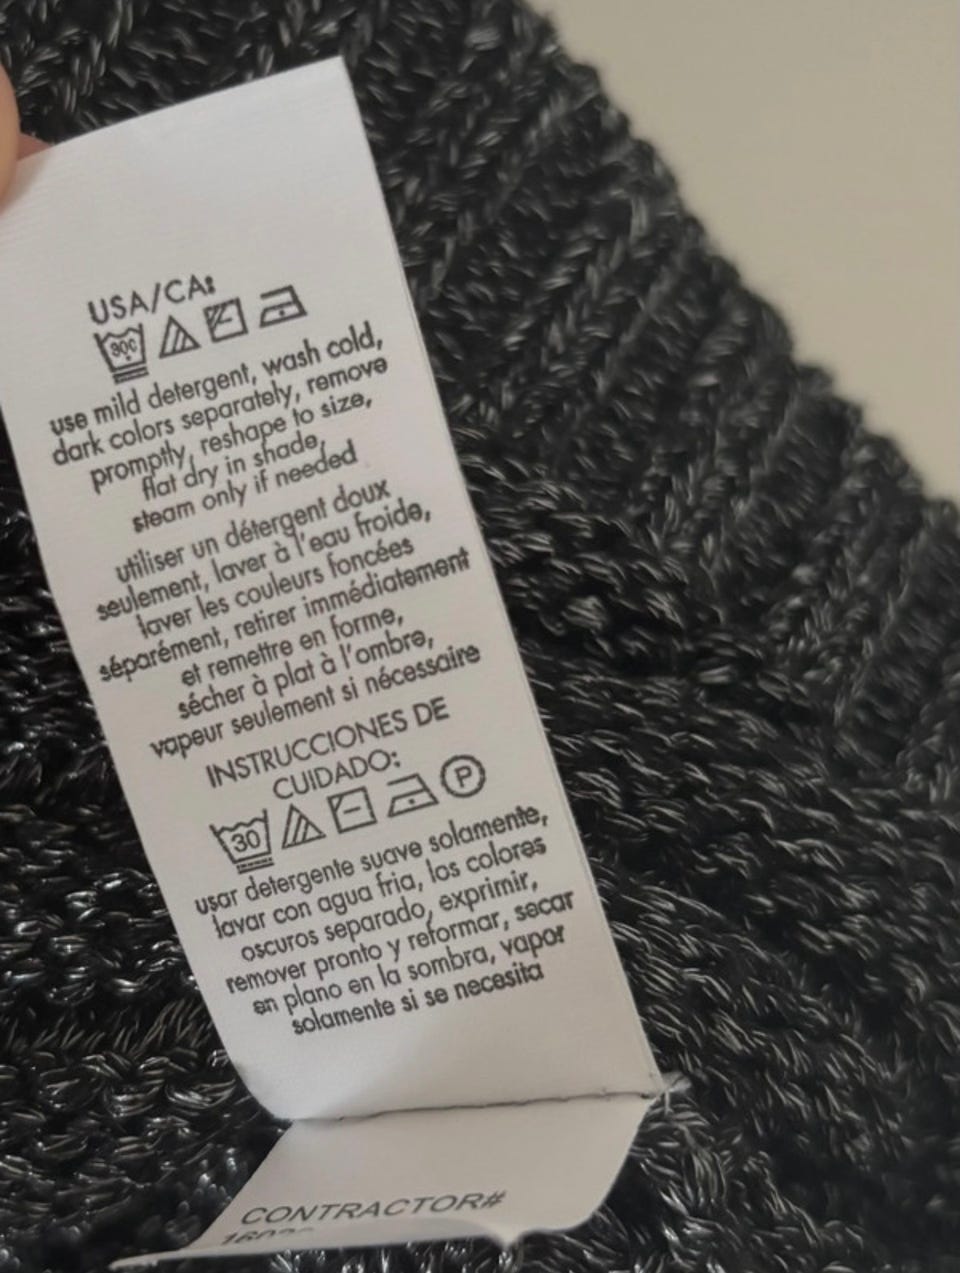 USA/CA:
30C
use mild detergent, wash cold,
dark colors separately, remove
promptly, reshape to size,
flat dry in shade,
steam only if needed
utiliser un détergent doux
seulement, laver à l'eau froide,
laver les couleurs foncées
séparément, retirer immédiatement
et remettre en forme,
sécher à plat à l'ombre,
vapeur seulement si nécessaire
INSTRUCCIONES DE
CUIDADO:
30 P
usar detergente suave solamente,
lavar con agua fria, los colores
oscuros separado, exprimir,
remover pronto y reformar, secar
en plano en la sombra, vapor
solamente si se necesita
CONTRACTOR#